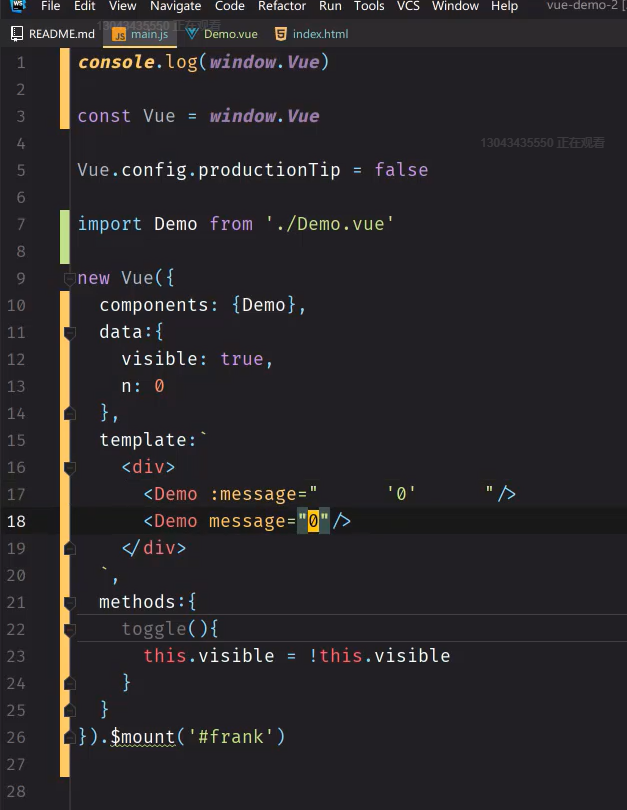 WS File Edit View Navigate Code Refactor Run Tools VCS Window Help vue-demo-2 [
13043435550 正在观看
README.md JS main.js Demo.vue 5 index.html
1 console.log(window.Vue)
2
3 const Vue = window.Vue
4
13043435550 正在观看
5 Vue.config.productionTip = false
6
7 import Demo from './Demo.vue'
8
9 new Vue({
10 components: {Demo},
11 data:{
12 visible: true,
13 n: 0
14 },
15 template:`
16 <div>
17 <Demo :message=" '0' "/>
18 <Demo message="0"/>
19 </div>
20 `,
21 methods:{
22 toggle(){
23 this.visible = !this.visible
24 }
25 }
26 }).$mount('#frank')
27
28